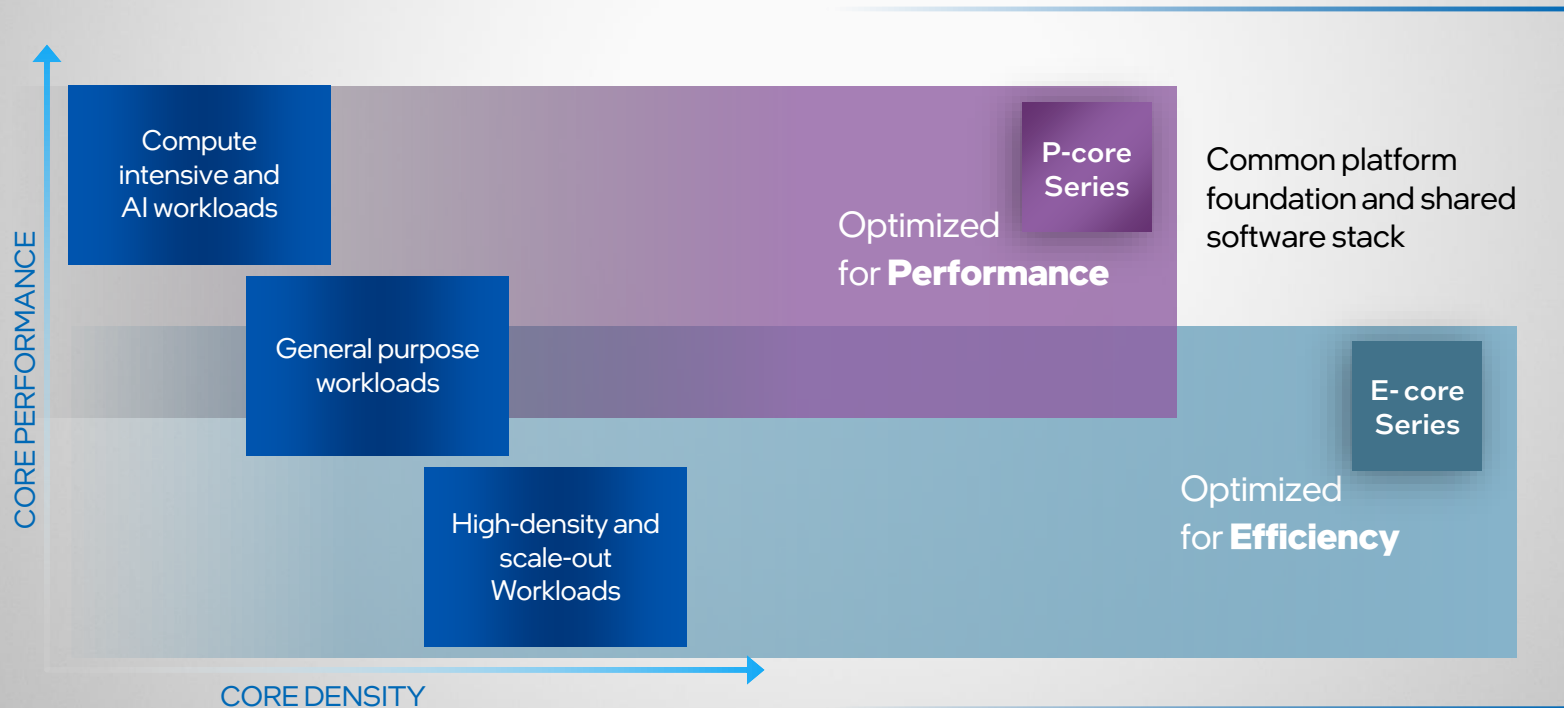 Compute
intensive and
AI workloads
P-core
Series
Common platform
foundation and shared
software stack
Optimized
for Performance
CORE PERFORMANCE
General purpose
workloads
E- core
Series
Optimized
for Efficiency
High-density and
scale-out
Workloads
CORE DENSITY